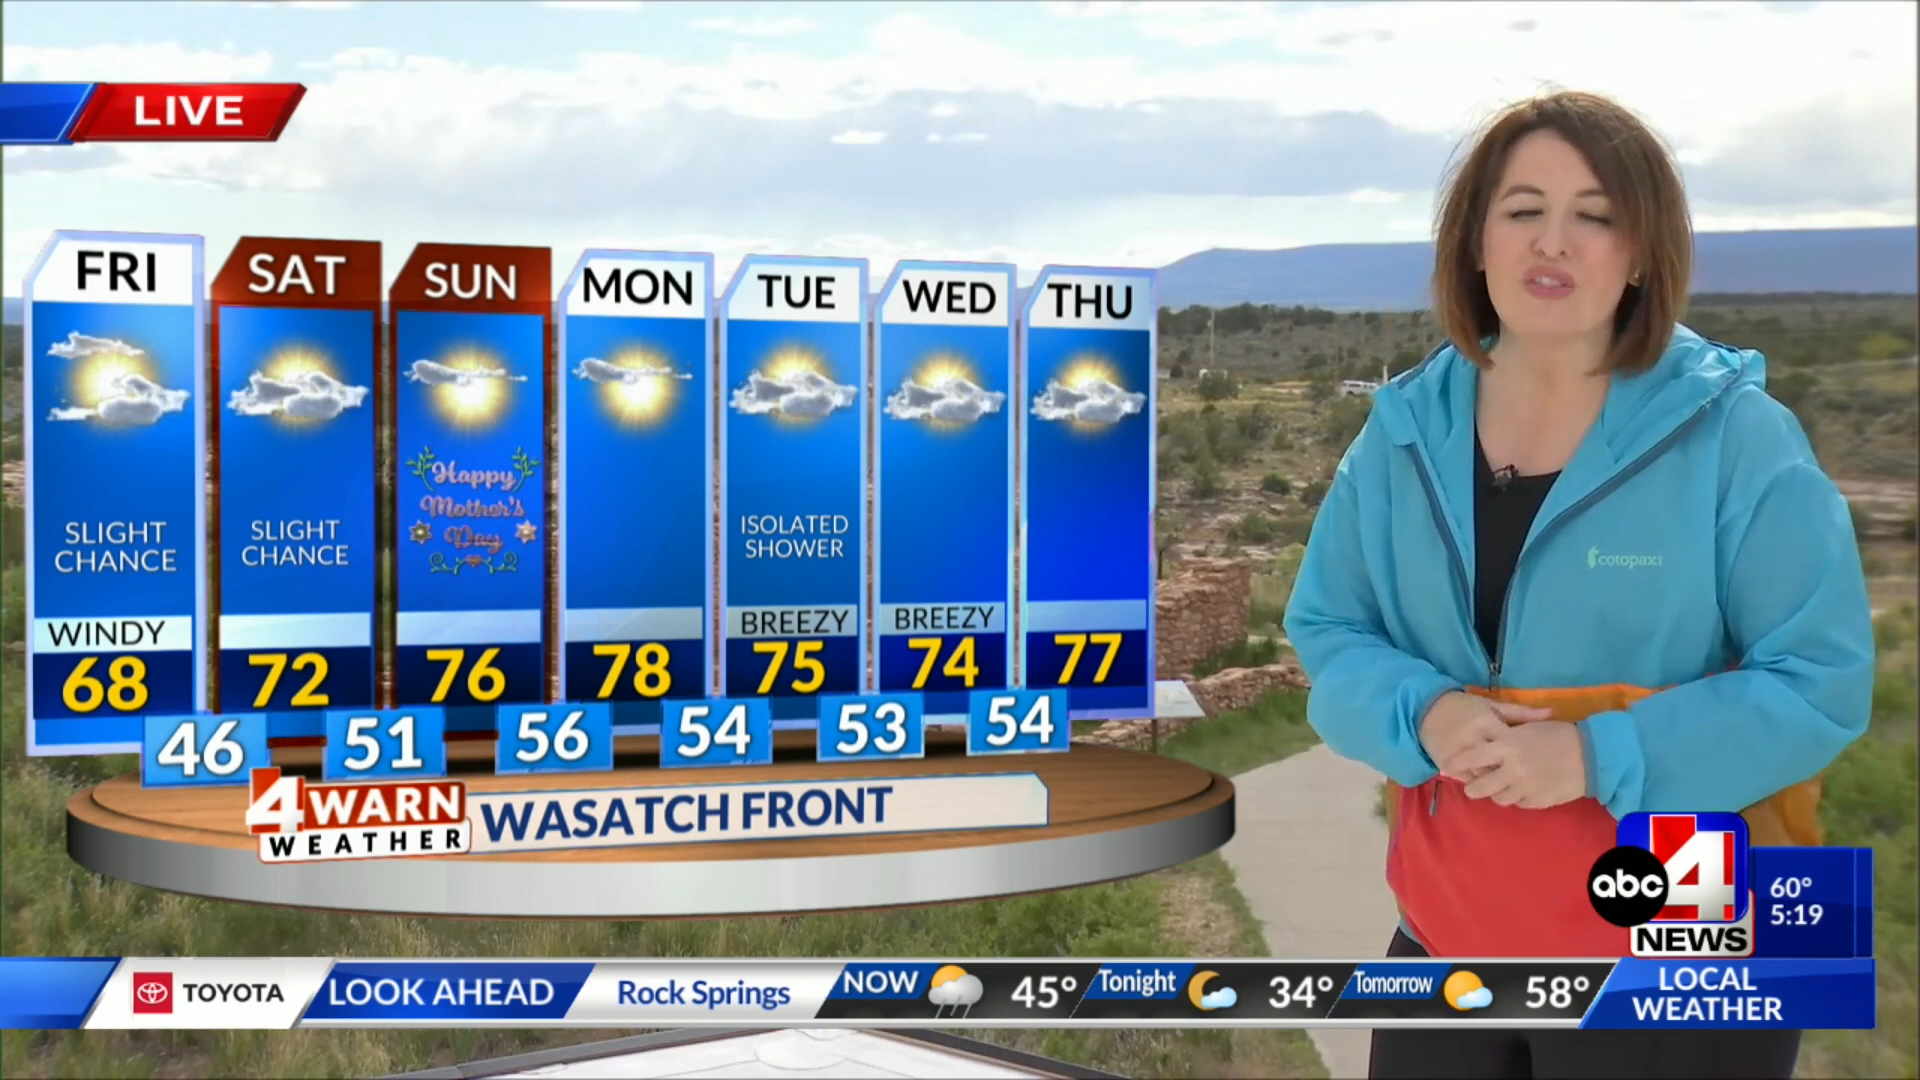 LIVE
FRI
SLIGHT
CHANCE
WINDY
68
SAT
SLIGHT
CHANCE
72
SUN
Happy
Mother's
Day
76
MON
78
TUE
ISOLATED
SHOWER
BREEZY
75
WED
BREEZY
74
THU
77
46
51
56
54
53
54
4WARN
WEATHER
WASATCH FRONT
cotopaxi
abc
4
NEWS
60°
5:19
TOYOTA
LOOK AHEAD
Rock Springs
NOW
45°
Tonight
34°
Tomorrow
58°
LOCAL
WEATHER